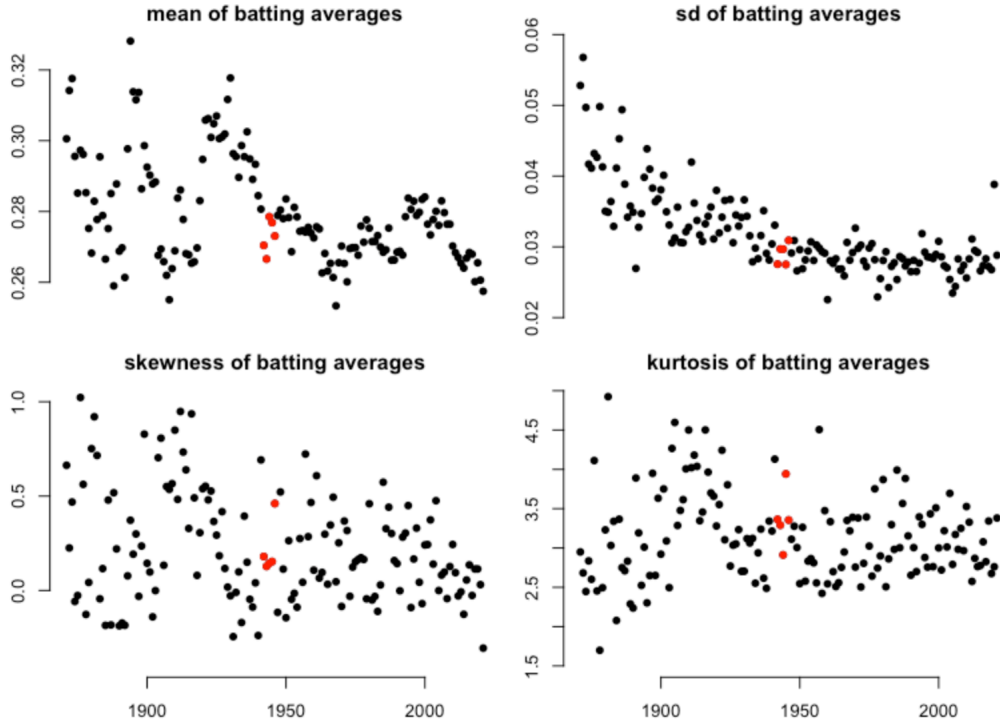 mean of batting averages
0.32
0.30
0.28
0.26
sd of batting averages
0.06
0.05
0.04
0.03
0.02
skewness of batting averages
1.0
0.5
0.0
1900 1950 2000
kurtosis of batting averages
4.5
3.5
2.5
1.5
1900 1950 2000